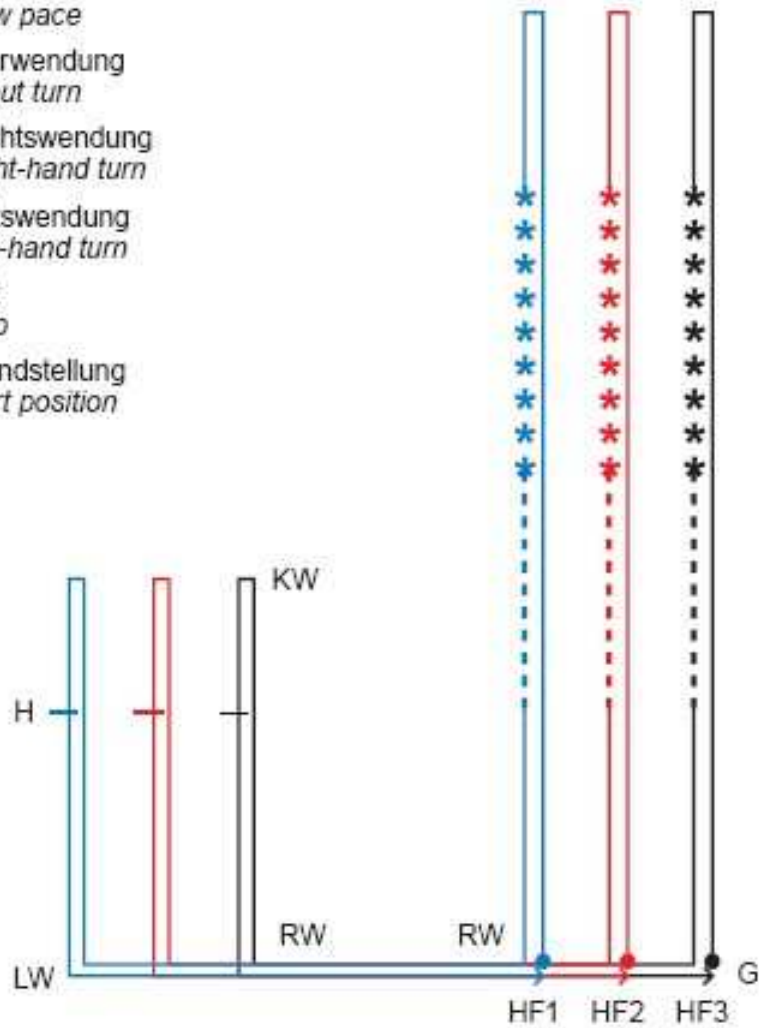 w pace
rwendung
ut turn
htswendung
ht-hand turn
swendung
-hand turn
ndstellung
rt position
KW
H
RW RW
LW G
HF1 HF2 HF3